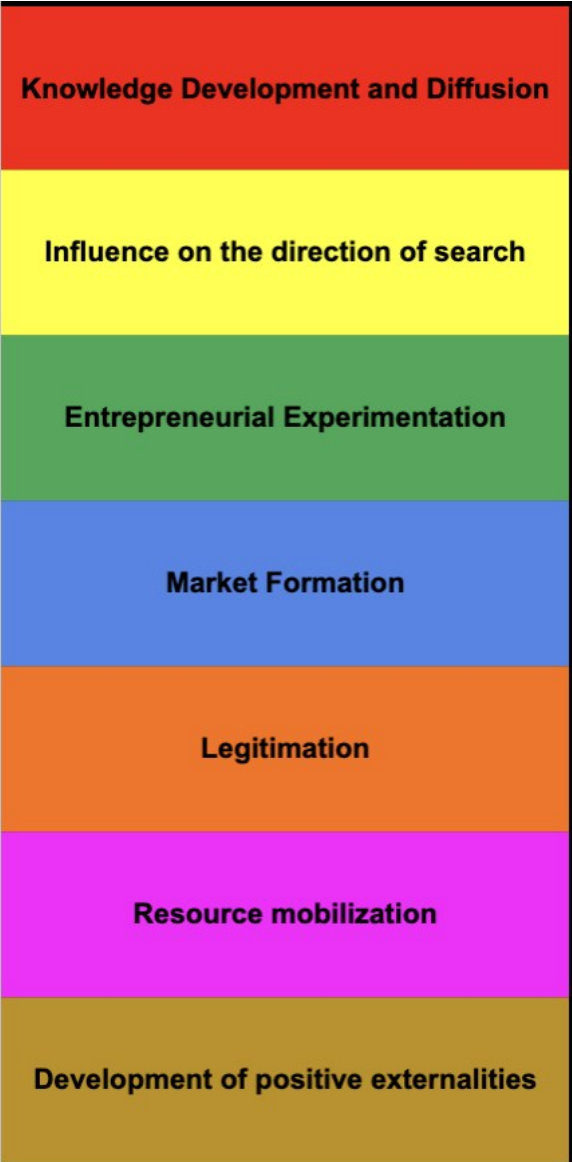 Knowledge Development and Diffusion
Influence on the direction of search
Entrepreneurial Experimentation
Market Formation
Legitimation
Resource mobilization
Development of positive externalities